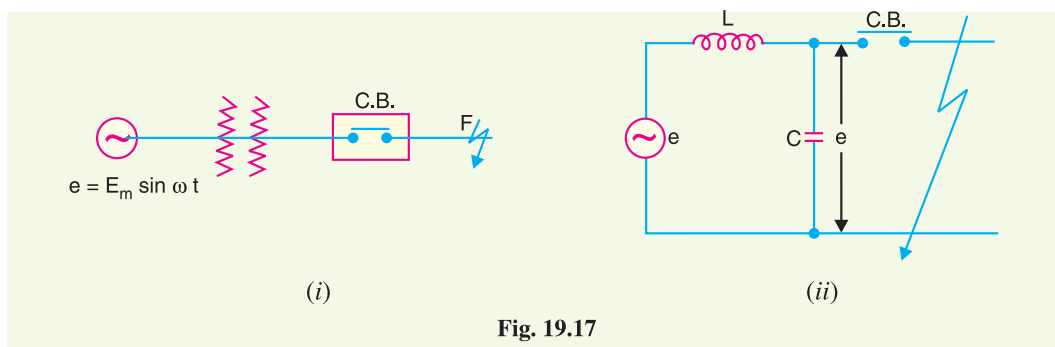 C.B.
F
e = E_m sin ω t
(i)
L
C.B.
e
C
e
(ii)
Fig. 19.17